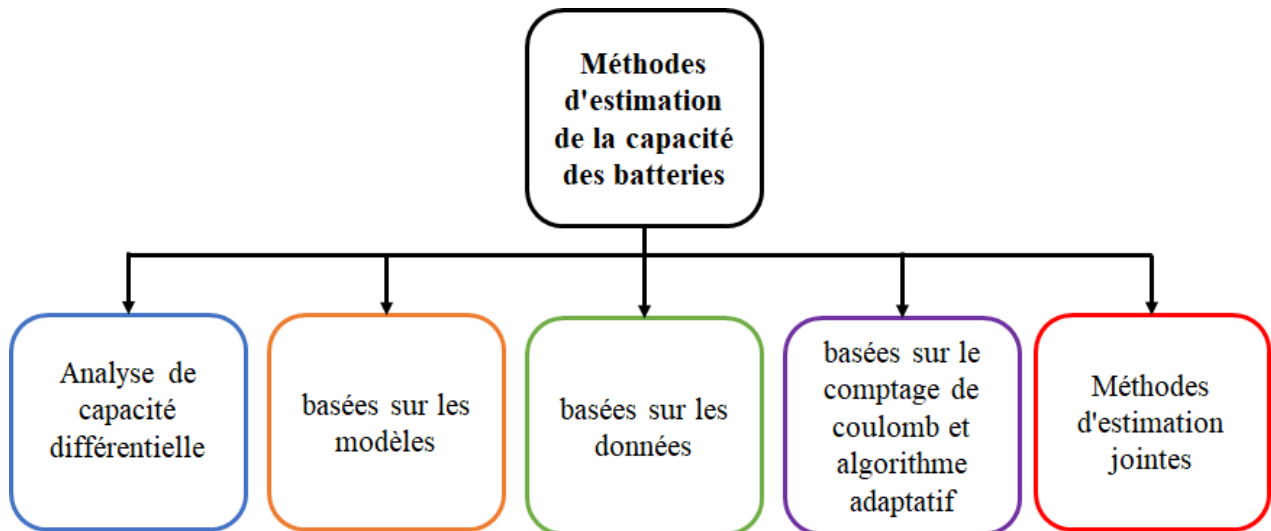 Méthodes
d'estimation
de la capacité
des batteries
Analyse de
capacité
différentielle
basées sur les
modèles
basées sur les
données
basées sur le
comptage de
coulomb et
algorithme
adaptatif
Méthodes
d'estimation
jointes